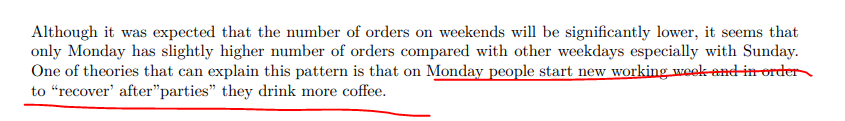 Although it was expected that the number of orders on weekends will be significantly lower, it seems that
only Monday has slightly higher number of orders compared with other weekdays especially with Sunday.
One of theories that can explain this pattern is that on Monday people start new working week and in order
to “recover’ after”parties” they drink more coffee.